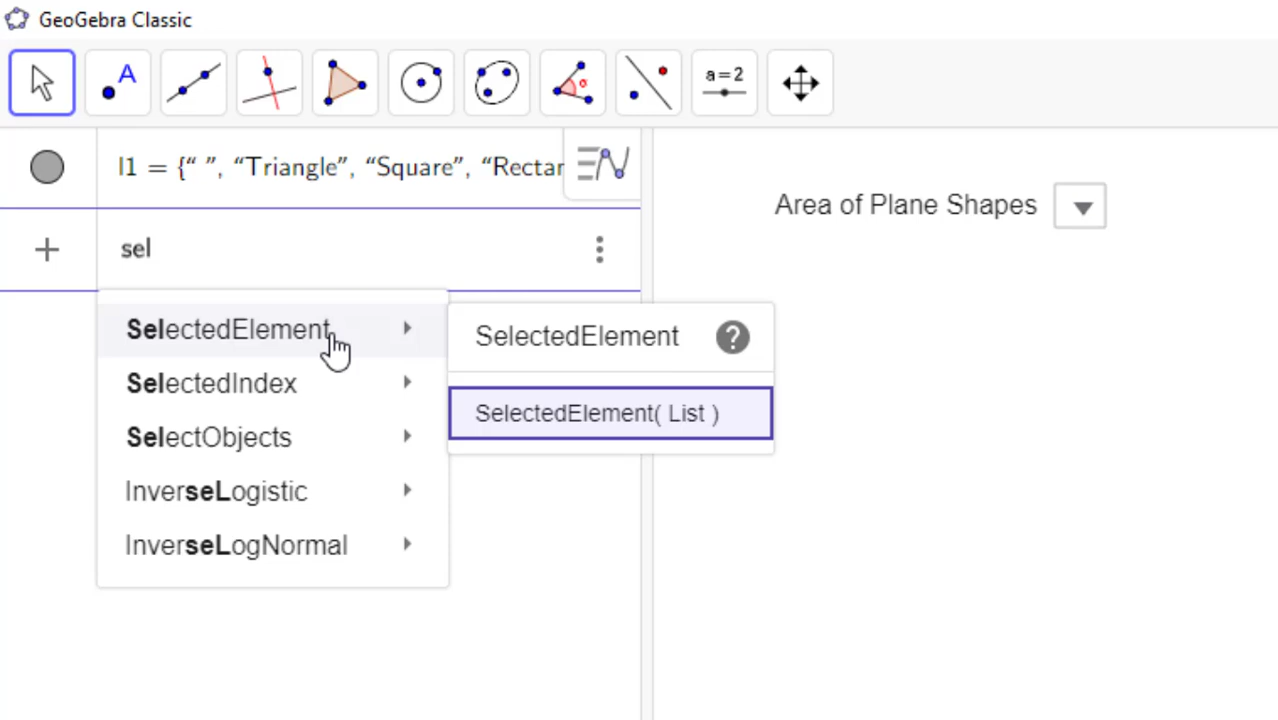 GeoGebra Classic
A
a=2
l1 = {“ ”, “Triangle”, “Square”, “Rectan
Area of Plane Shapes
sel
SelectedElement
SelectedIndex
SelectObjects
InverseLogistic
InverseLogNormal
SelectedElement
?
SelectedElement( List )